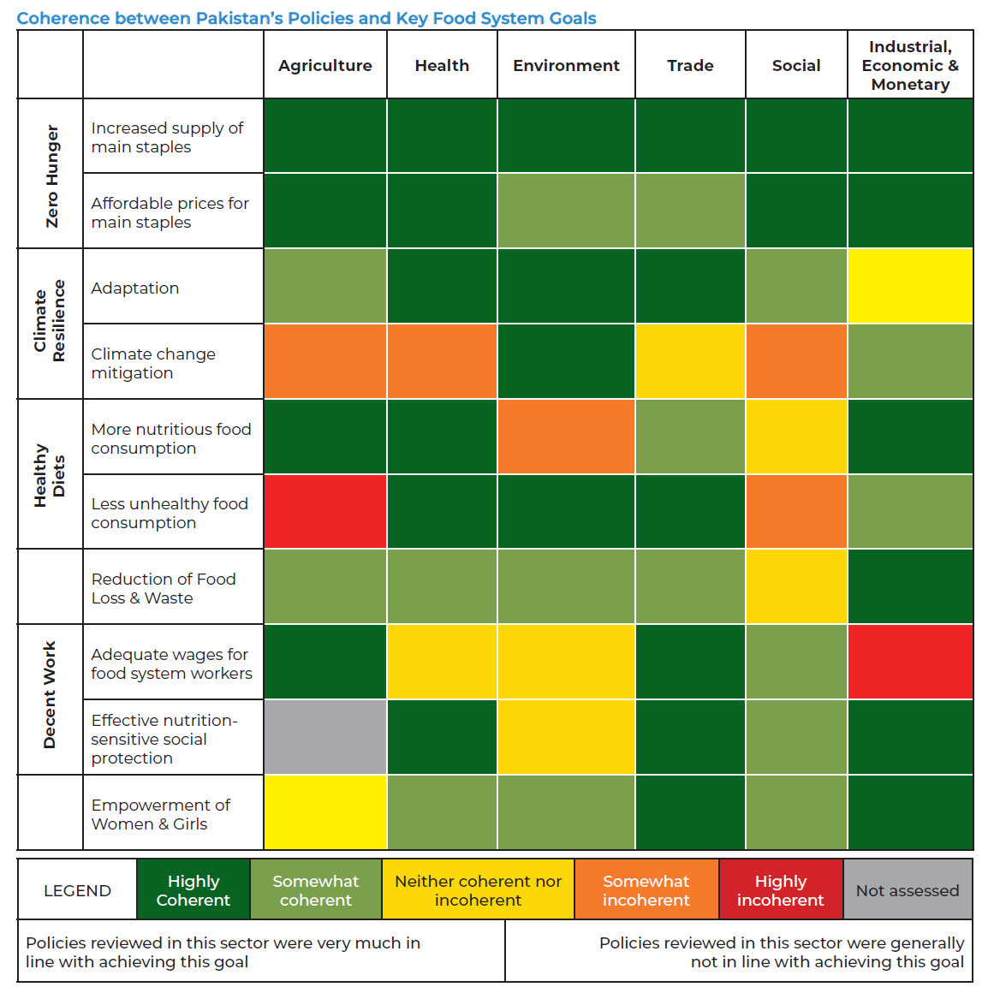 Coherence between Pakistan's Policies and Key Food System Goals
Agriculture
Health
Environment
Trade
Social
Industrial,
Economic &
Monetary
Zero Hunger
Increased supply of
main staples
Affordable prices for
main staples
Climate
Resilience
Adaptation
Climate change
mitigation
Healthy
Diets
More nutritious food
consumption
Less unhealthy food
consumption
Reduction of Food
Loss & Waste
Decent Work
Adequate wages for
food system workers
Effective nutrition-
sensitive social
protection
Empowerment of
Women & Girls
LEGEND
Highly
Coherent
Somewhat
coherent
Neither coherent nor
incoherent
Somewhat
incoherent
Highly
incoherent
Not assessed
Policies reviewed in this sector were very much in
line with achieving this goal
Policies reviewed in this sector were generally
not in line with achieving this goal